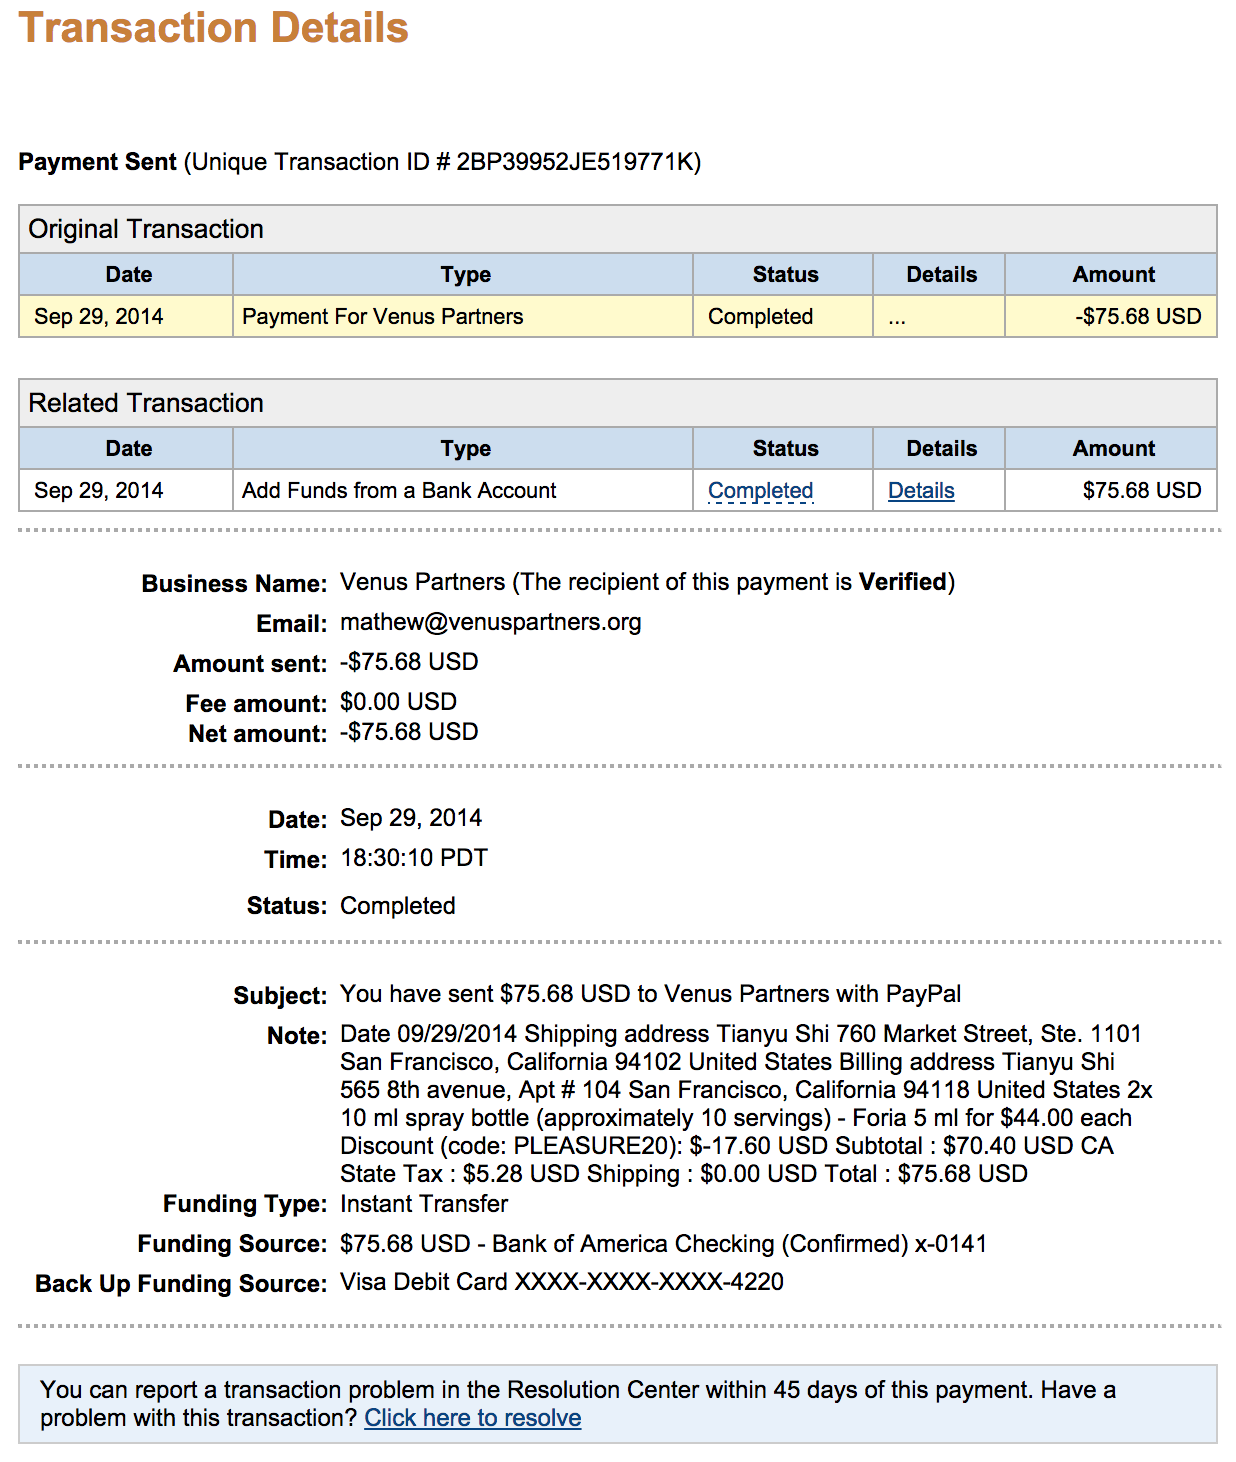 Transaction Details
Payment Sent (Unique Transaction ID # 2BP39952JE519771K)
Original Transaction
Date Type Status Details Amount
Sep 29, 2014 Payment For Venus Partners Completed ... -$75.68 USD
Related Transaction
Date Type Status Details Amount
Sep 29, 2014 Add Funds from a Bank Account Completed Details $75.68 USD
Business Name: Venus Partners (The recipient of this payment is Verified)
Email: mathew@venuspartners.org
Amount sent: -$75.68 USD
Fee amount: $0.00 USD
Net amount: -$75.68 USD
Date: Sep 29, 2014
Time: 18:30:10 PDT
Status: Completed
Subject: You have sent $75.68 USD to Venus Partners with PayPal
Note: Date 09/29/2014 Shipping address Tianyu Shi 760 Market Street, Ste. 1101
San Francisco, California 94102 United States Billing address Tianyu Shi
565 8th avenue, Apt # 104 San Francisco, California 94118 United States 2x
10 ml spray bottle (approximately 10 servings) - Foria 5 ml for $44.00 each
Discount (code: PLEASURE20): $-17.60 USD Subtotal : $70.40 USD CA
State Tax : $5.28 USD Shipping : $0.00 USD Total : $75.68 USD
Funding Type: Instant Transfer
Funding Source: $75.68 USD - Bank of America Checking (Confirmed) x-0141
Back Up Funding Source: Visa Debit Card XXXX-XXXX-XXXX-4220
You can report a transaction problem in the Resolution Center within 45 days of this payment. Have a
problem with this transaction? Click here to resolve